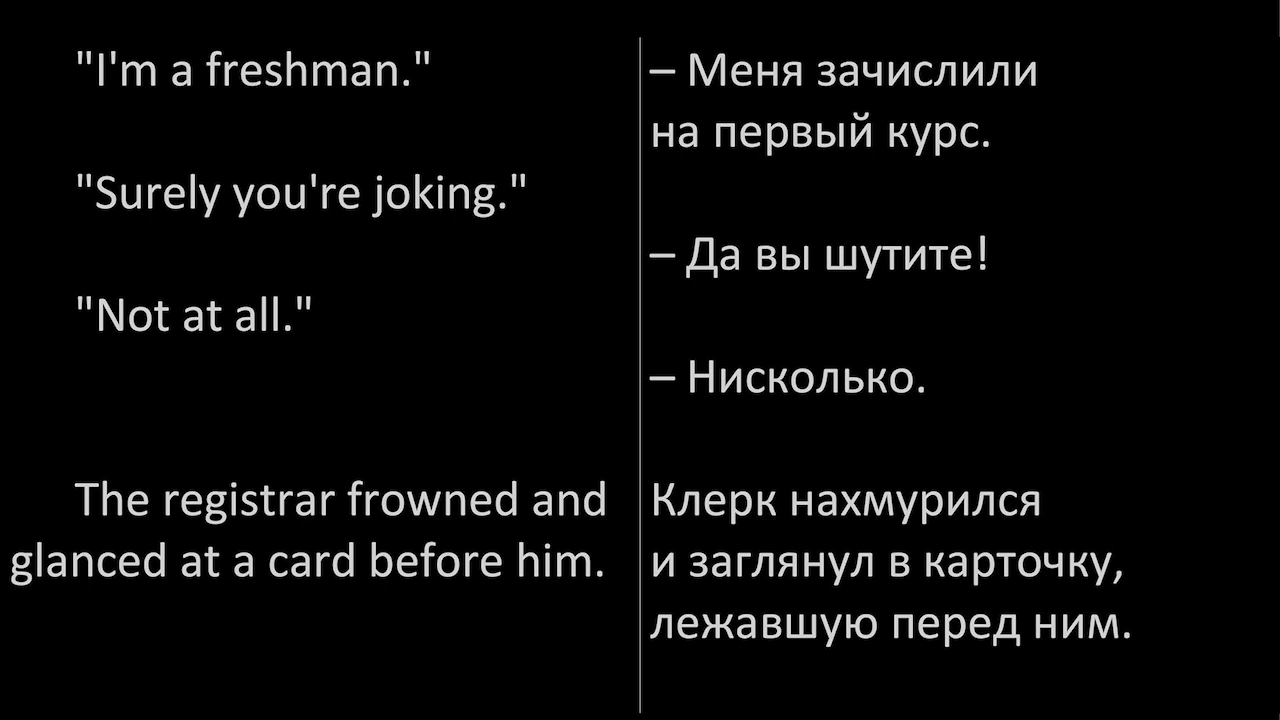 "I'm a freshman."
"Surely you're joking."
"Not at all."
The registrar frowned and
glanced at a card before him.
– Меня зачислили
на первый курс.
– Да вы шутите!
– Нисколько.
Клерк нахмурился
и заглянул в карточку,
лежавшую перед ним.